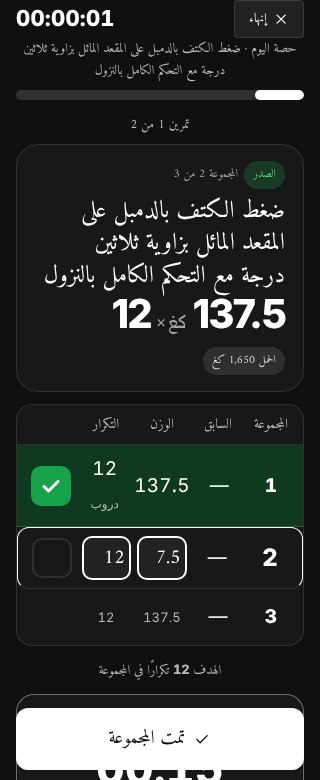 إنهاء
00:00:01
حصة اليوم · ضغط الكتف بالدمبل على المقعد المائل بزاوية ثلاثين
درجة مع التحكم الكامل بالنزول
تمرين 1 من 2
الصدر المجموعة 2 من 3
ضغط الكتف بالدمبل على
المقعد المائل بزاوية ثلاثين
درجة مع التحكم الكامل بالنزول
137.5 كغ × 12
الحمل 1,650 كغ
المجموعة السابق الوزن التكرار
1 — 137.5 12
دروب
2 — 7.5 12
3 — 137.5 12
الهدف 12 تكرارًا في المجموعة
تمت المجموعة
00:15